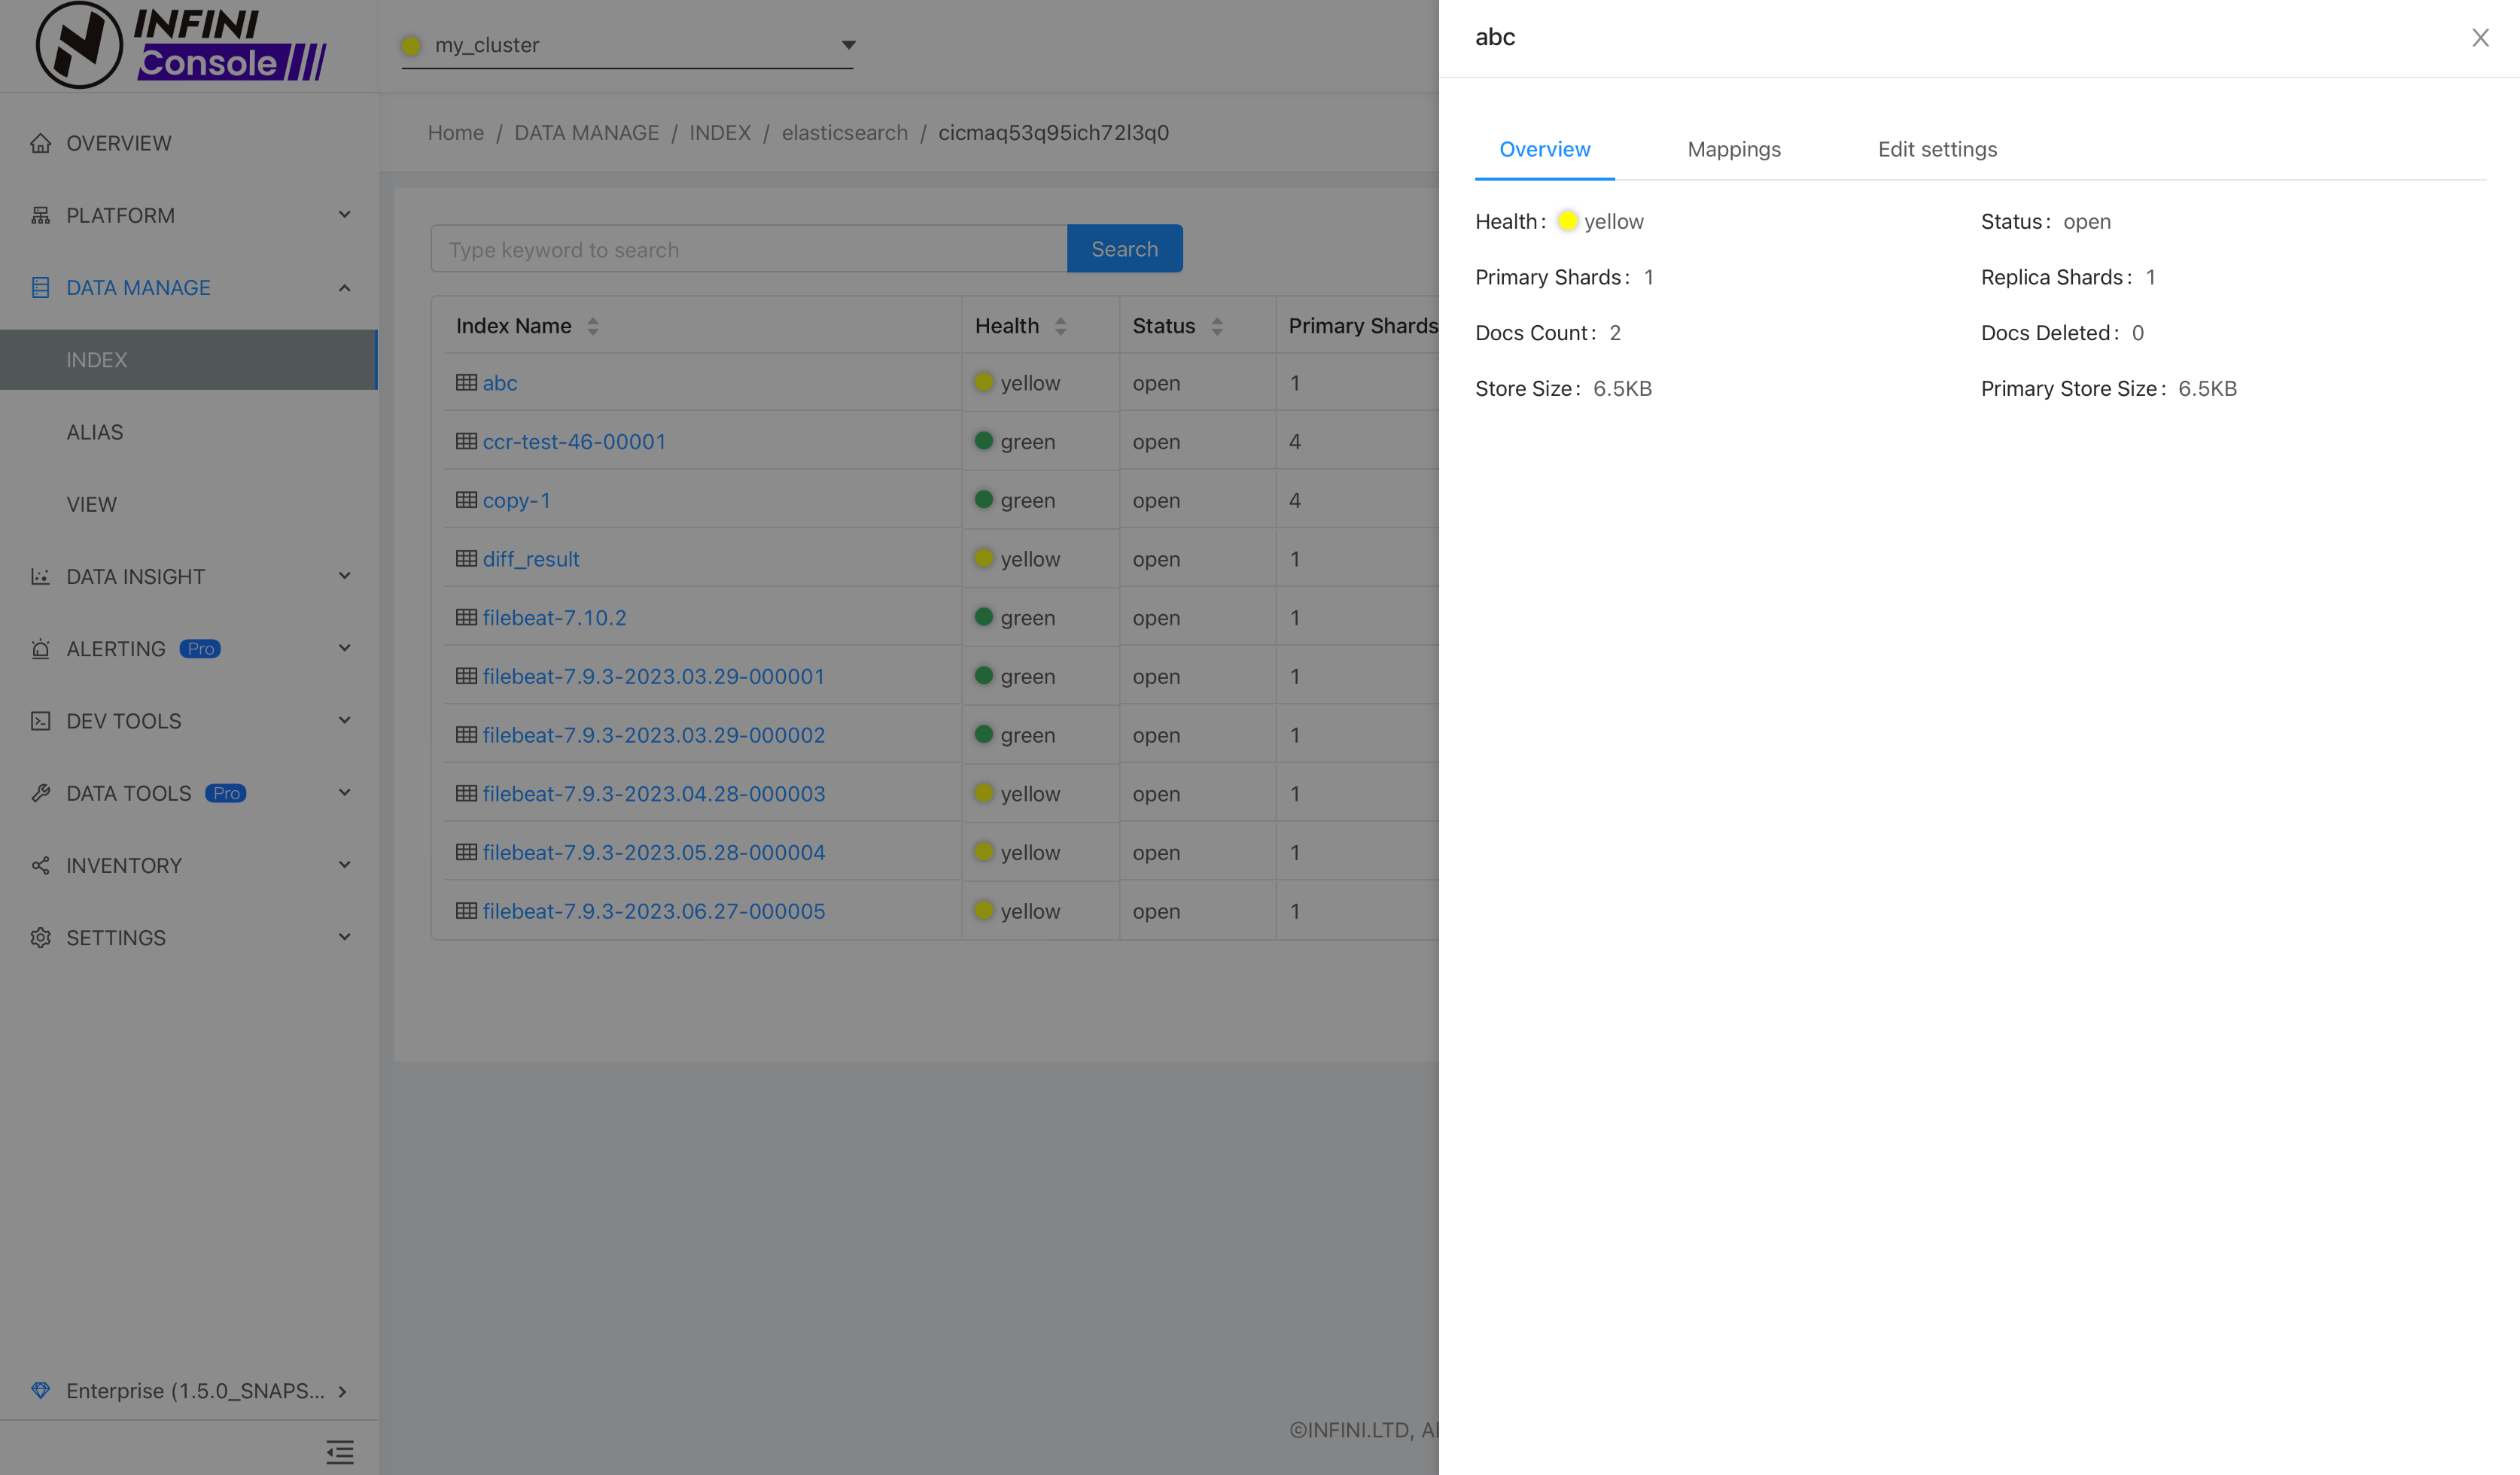 INFINI
Console
my_cluster
OVERVIEW
PLATFORM
DATA MANAGE
INDEX
ALIAS
VIEW
DATA INSIGHT
ALERTING Pro
DEV TOOLS
DATA TOOLS Pro
INVENTORY
SETTINGS
Enterprise (1.5.0_SNAPS...
Home / DATA MANAGE / INDEX / elasticsearch / cicmaq53q95ich72l3q0
Type keyword to search
Search
Index Name Health Status Primary Shards
abc yellow open 1
ccr-test-46-00001 green open 4
copy-1 green open 4
diff_result yellow open 1
filebeat-7.10.2 green open 1
filebeat-7.9.3-2023.03.29-000001 green open 1
filebeat-7.9.3-2023.03.29-000002 green open 1
filebeat-7.9.3-2023.04.28-000003 yellow open 1
filebeat-7.9.3-2023.05.28-000004 yellow open 1
filebeat-7.9.3-2023.06.27-000005 yellow open 1
©INFINI.LTD,
abc
Overview Mappings Edit settings
Health: yellow Status: open
Primary Shards: 1 Replica Shards: 1
Docs Count: 2 Docs Deleted: 0
Store Size: 6.5KB Primary Store Size: 6.5KB